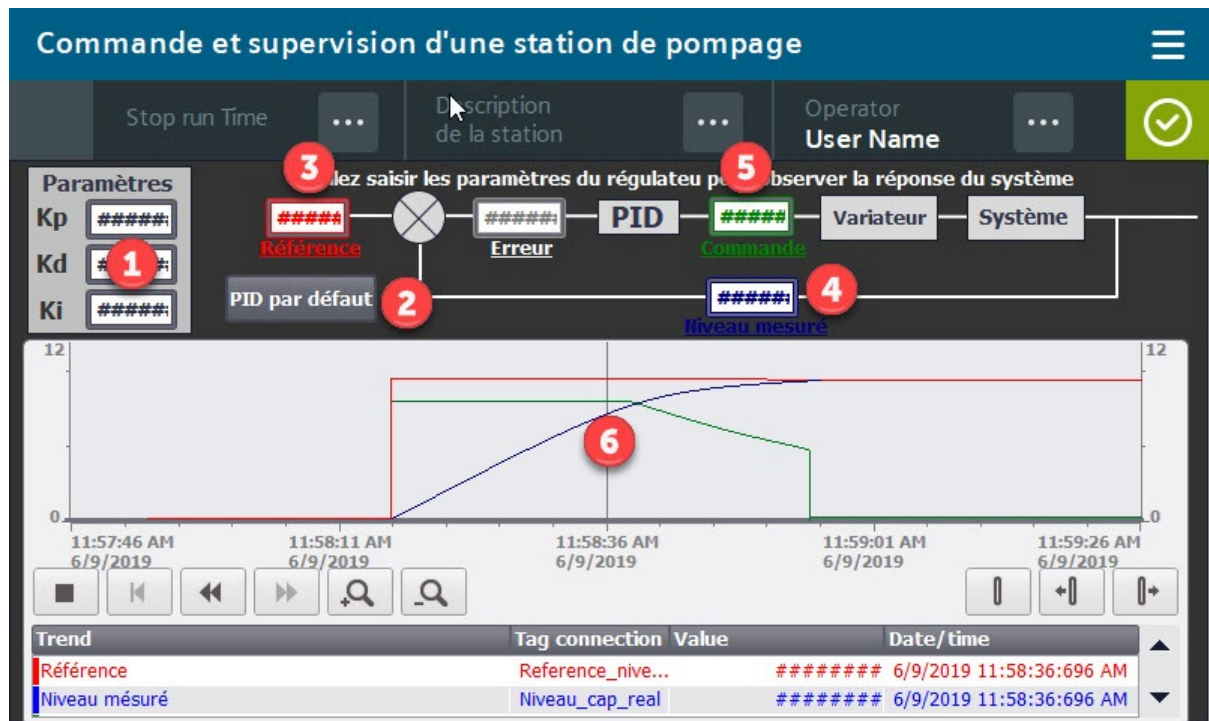 Commande et supervision d'une station de pompage
Stop run Time
...
Description
de la station
...
Operator
User Name
...
3
5
lez saisir les paramètres du régulateu p bserver la réponse du système
Paramètres
Kp #####
Kd
1
Ki #####
#####
Référence
#####
Erreur
PID
#####
Commande
Variateur
Système
PID par défaut
2
#####
4
Niveau mesuré
12
12
6
0
0
11:57:46 AM 11:58:11 AM 11:58:36 AM 11:59:01 AM 11:59:26 AM
6/9/2019 6/9/2019 6/9/2019 6/9/2019 6/9/2019
Trend Tag connection Value Date/time
Référence Reference_nive... ######## 6/9/2019 11:58:36:696 AM
Niveau mésuré Niveau_cap_real ######## 6/9/2019 11:58:36:696 AM